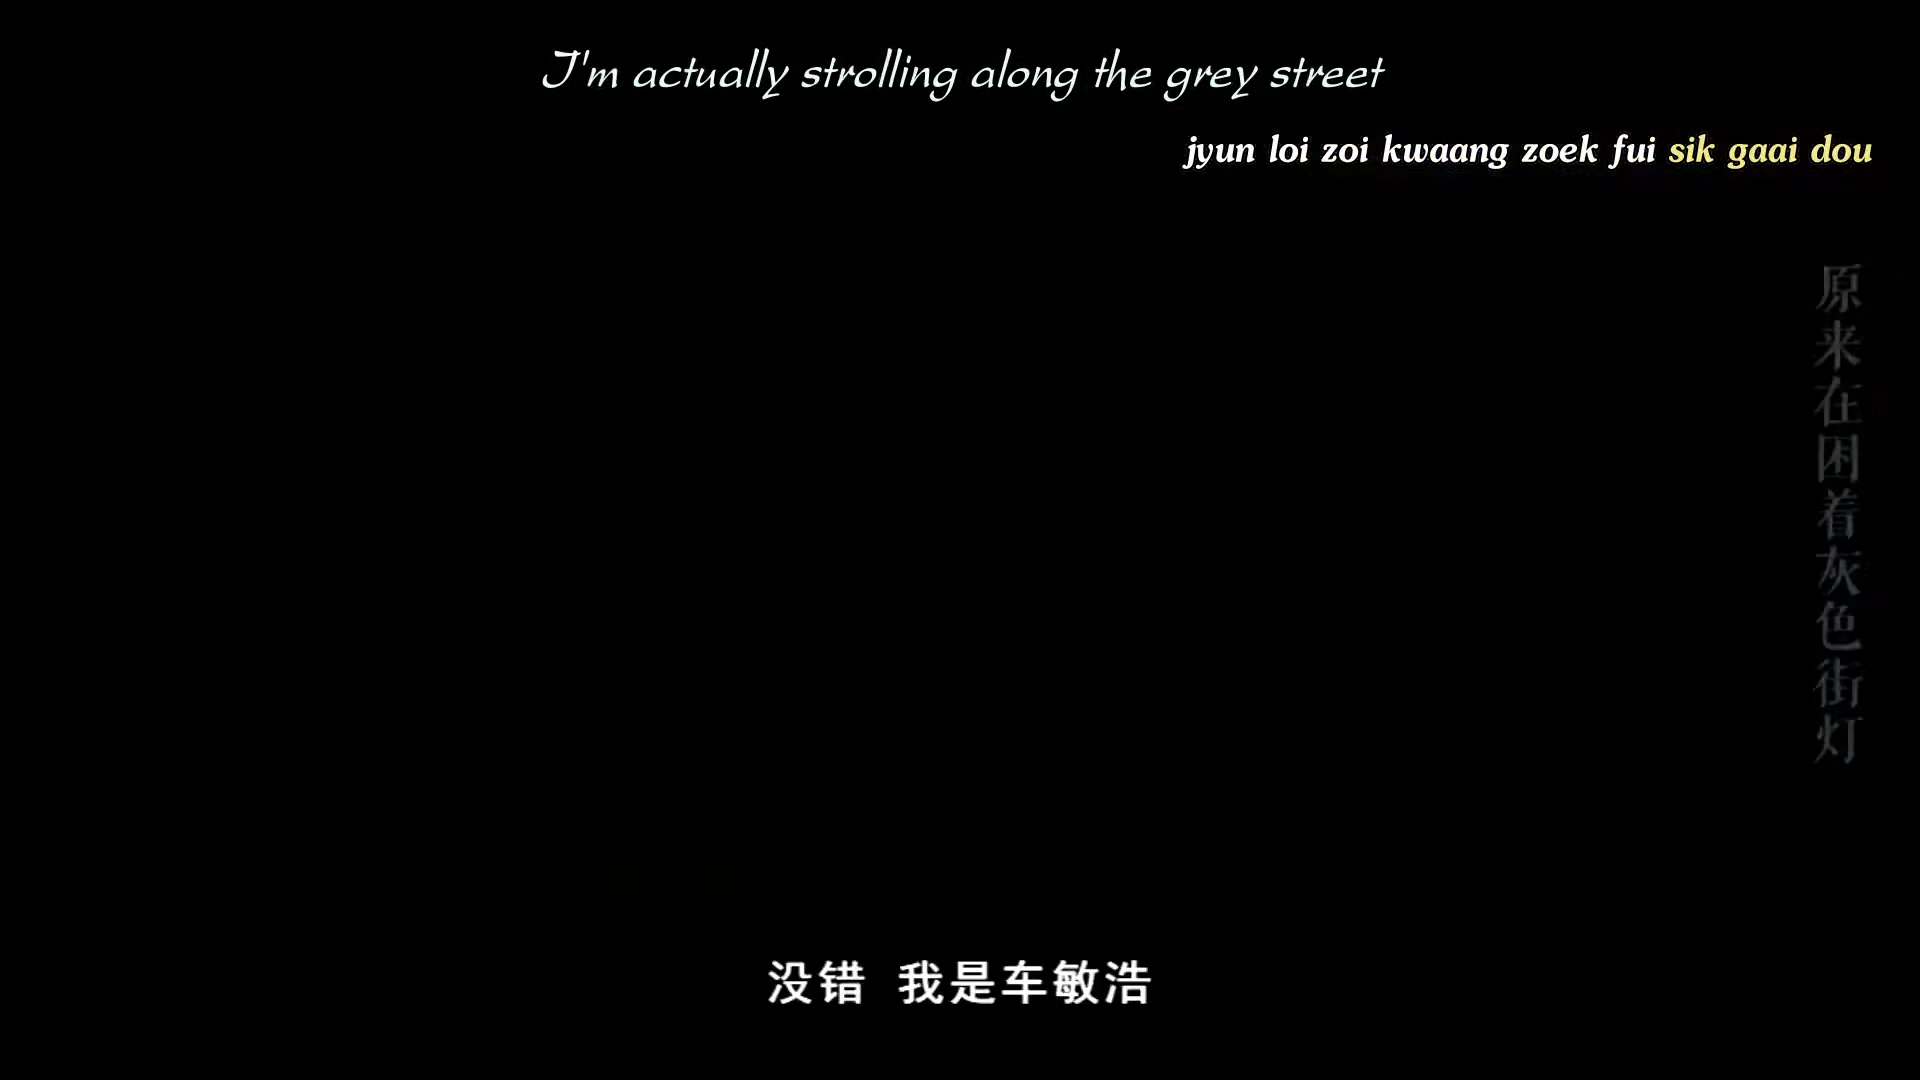 I'm actually strolling along the grey street
jyun loi zoi kwaang zoek fui sik gaai dou
原来在困着灰色街灯
没错 我是车敏浩